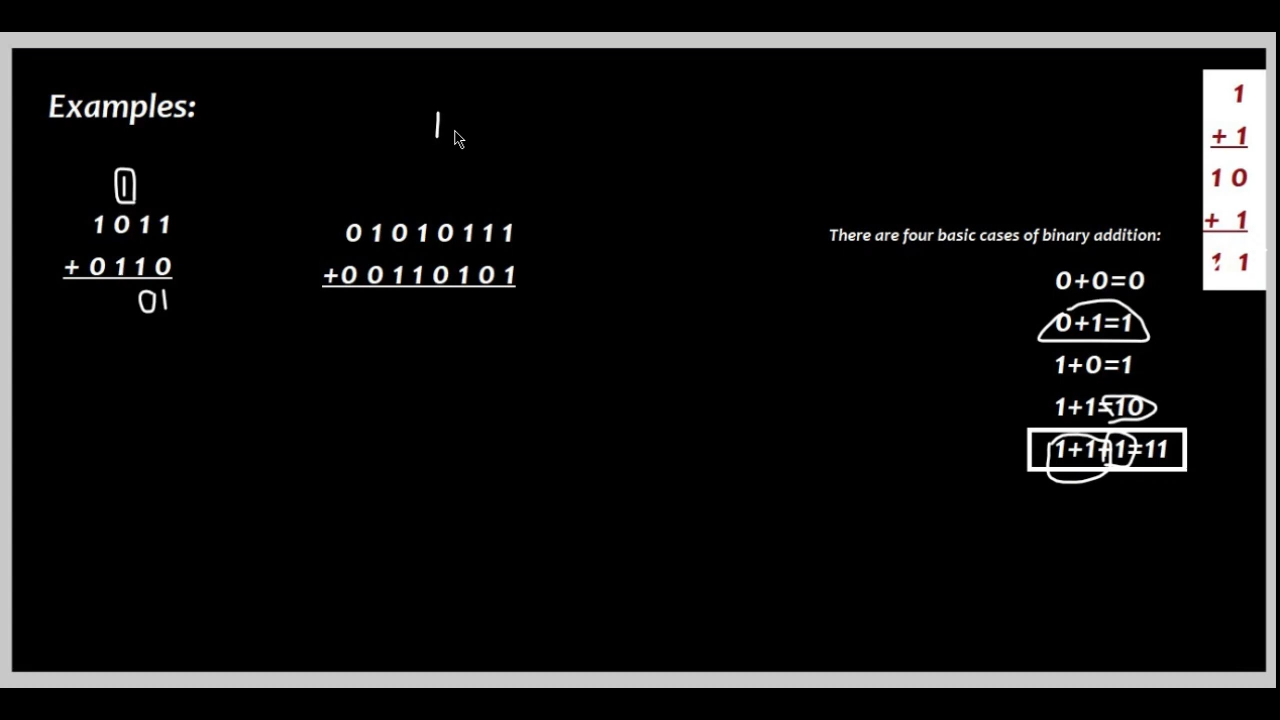 Examples:
1
1
1 0 1 1
+ 0 1 1 0
01
0 1 0 1 0 1 1 1
+0 0 1 1 0 1 0 1
There are four basic cases of binary addition:
0+0=0
0+1=1
1+0=1
1+1=10
1+1+1=11
1
+ 1
1 0
+ 1
1 1